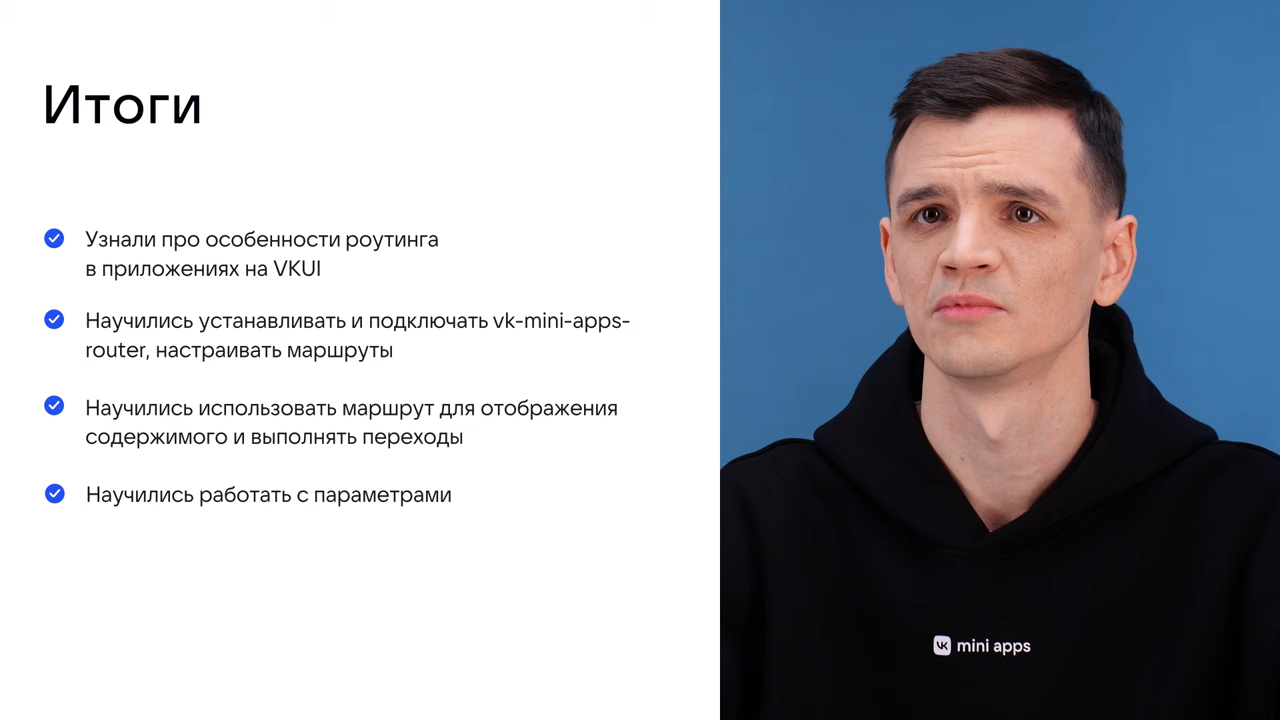 Итоги
Узнали про особенности роутинга
в приложениях на VKUI
Научились устанавливать и подключать vk-mini-apps-
router, настраивать маршруты
Научились использовать маршрут для отображения
содержимого и выполнять переходы
Научились работать с параметрами
VK mini apps